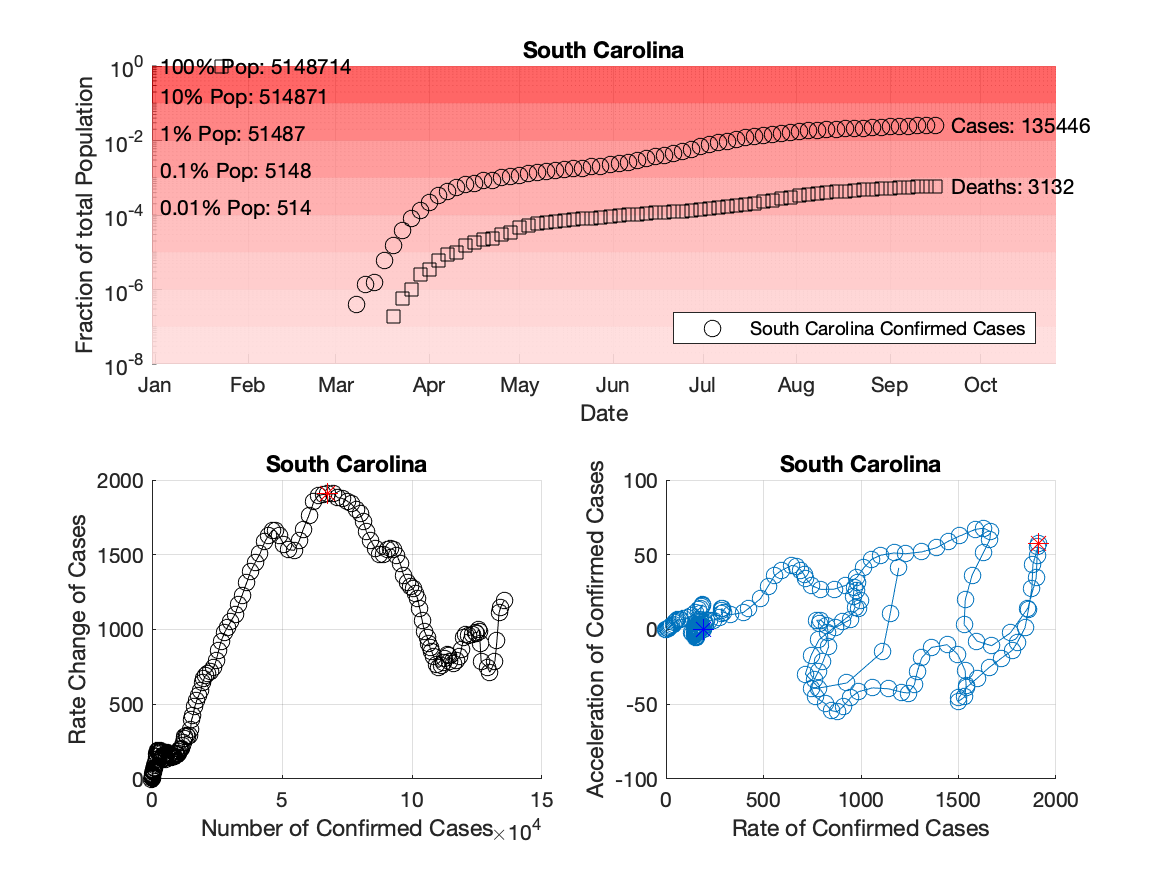 South Carolina
10^0
100% Pop: 5148714
10% Pop: 514871
10^-2
1% Pop: 51487
Cases: 135446
0.1% Pop: 5148
Deaths: 3132
10^-4
0.01% Pop: 514
10^-6
10^-8
Fraction of total Population
South Carolina Confirmed Cases
Jan Feb Mar Apr May Jun Jul Aug Sep Oct
Date
South Carolina
2000
1500
1000
500
0
Rate Change of Cases
0 5 10 15
Number of Confirmed Cases
×10^4
South Carolina
100
50
0
-50
-100
Acceleration of Confirmed Cases
0 500 1000 1500 2000
Rate of Confirmed Cases